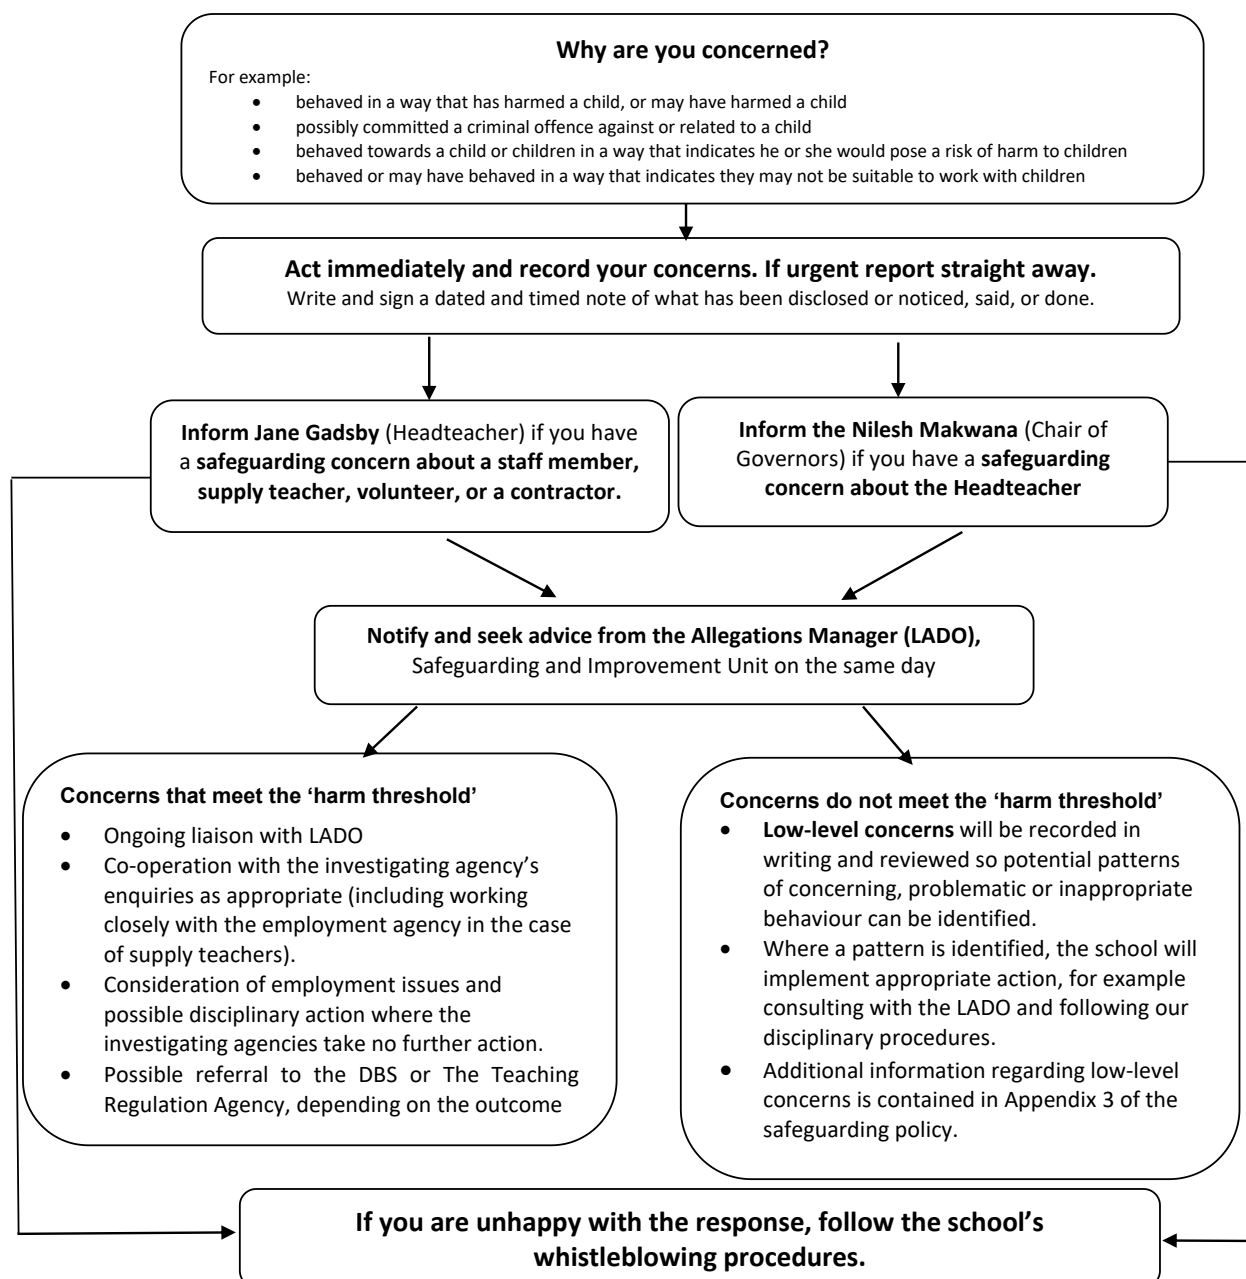 Why are you concerned?
For example:
• behaved in a way that has harmed a child, or may have harmed a child
• possibly committed a criminal offence against or related to a child
• behaved towards a child or children in a way that indicates he or she would pose a risk of harm to children
• behaved or may have behaved in a way that indicates they may not be suitable to work with children
Act immediately and record your concerns. If urgent report straight away.
Write and sign a dated and timed note of what has been disclosed or noticed, said, or done.
Inform Jane Gadsby (Headteacher) if you have
a safeguarding concern about a staff member,
supply teacher, volunteer, or a contractor.
Inform the Nilesh Makwana (Chair of
Governors) if you have a safeguarding
concern about the Headteacher
Notify and seek advice from the Allegations Manager (LADO),
Safeguarding and Improvement Unit on the same day
Concerns that meet the ‘harm threshold’
• Ongoing liaison with LADO
• Co-operation with the investigating agency’s
enquiries as appropriate (including working
closely with the employment agency in the case
of supply teachers).
• Consideration of employment issues and
possible disciplinary action where the
investigating agencies take no further action.
• Possible referral to the DBS or The Teaching
Regulation Agency, depending on the outcome
Concerns do not meet the ‘harm threshold’
• Low-level concerns will be recorded in
writing and reviewed so potential patterns
of concerning, problematic or inappropriate
behaviour can be identified.
• Where a pattern is identified, the school will
implement appropriate action, for example
consulting with the LADO and following our
disciplinary procedures.
• Additional information regarding low-level
concerns is contained in Appendix 3 of the
safeguarding policy.
If you are unhappy with the response, follow the school’s
whistleblowing procedures.